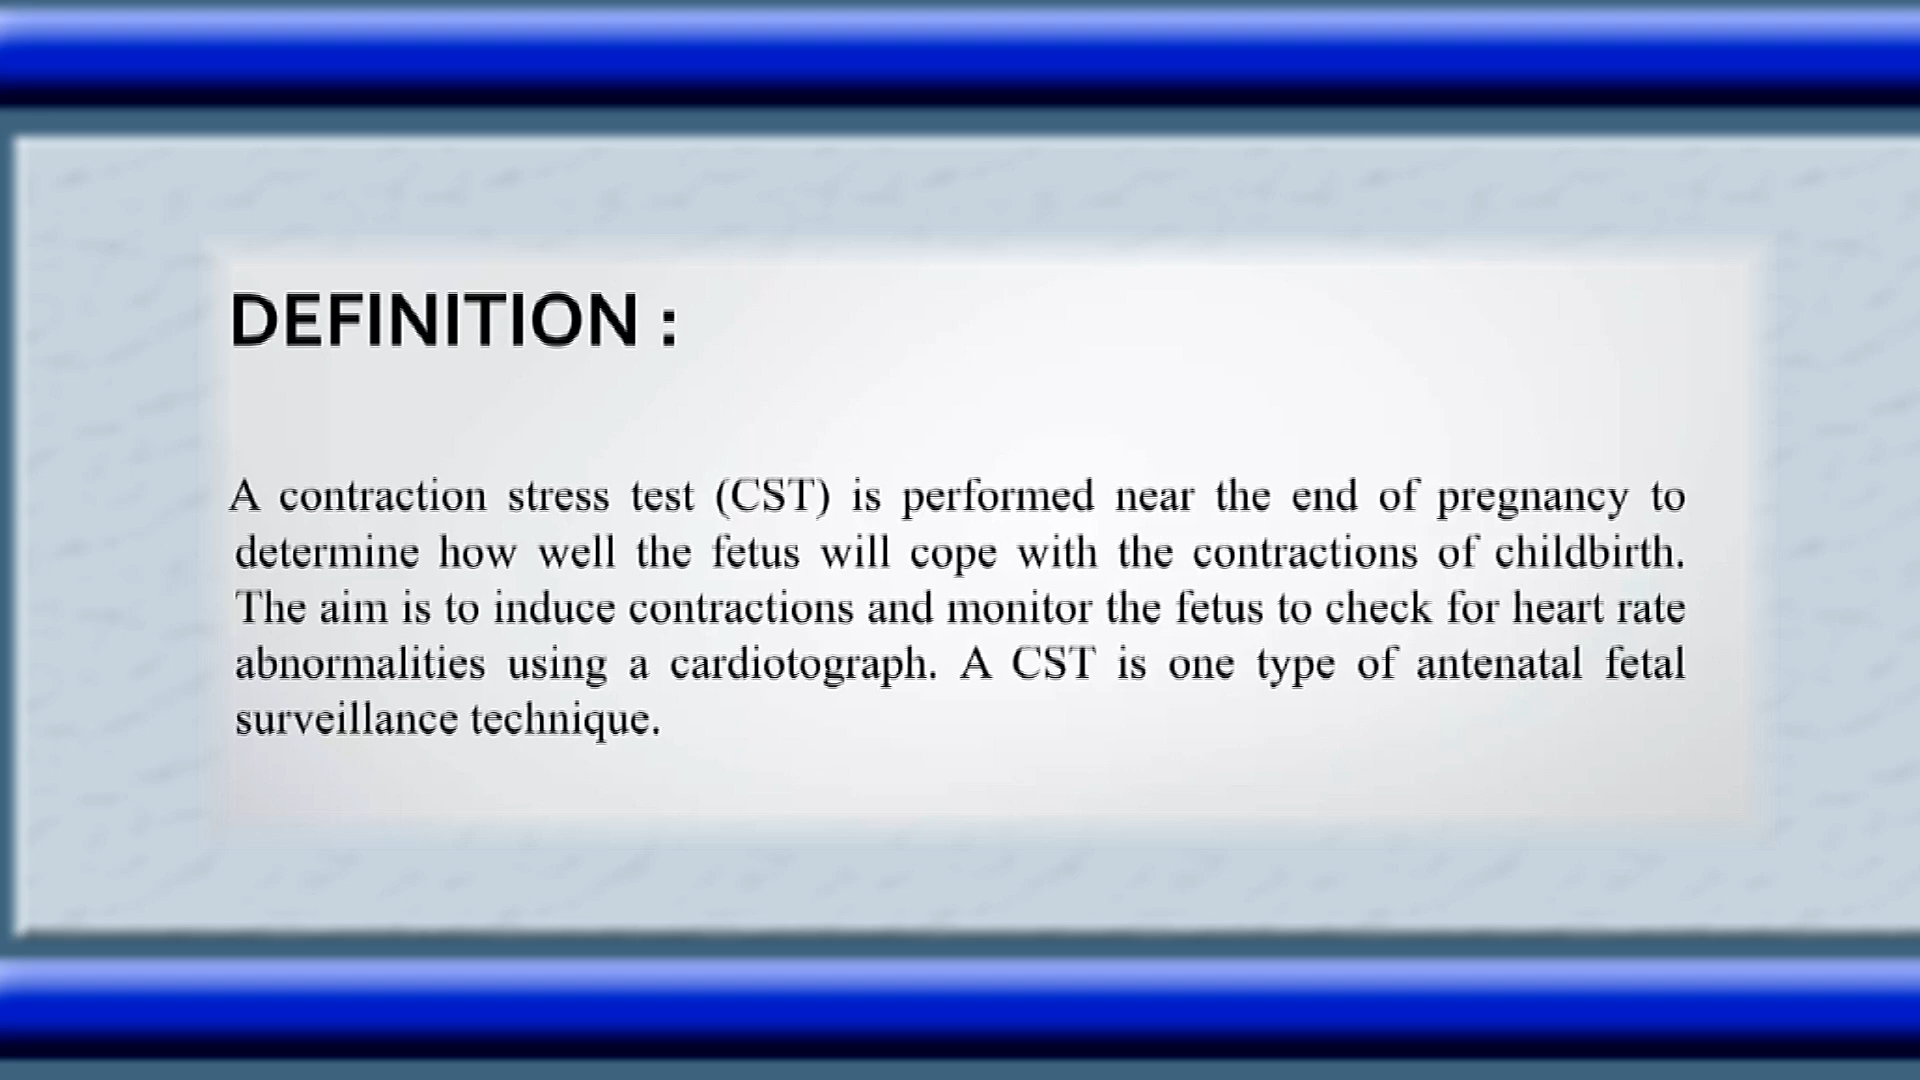 DEFINITION :
A contraction stress test (CST) is performed near the end of pregnancy to
determine how well the fetus will cope with the contractions of childbirth.
The aim is to induce contractions and monitor the fetus to check for heart rate
abnormalities using a cardiotograph. A CST is one type of antenatal fetal
surveillance technique.